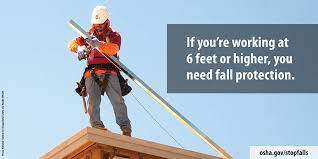 If you're working at
6 feet or higher, you
need fall protection.
osha.gov/stopfalls